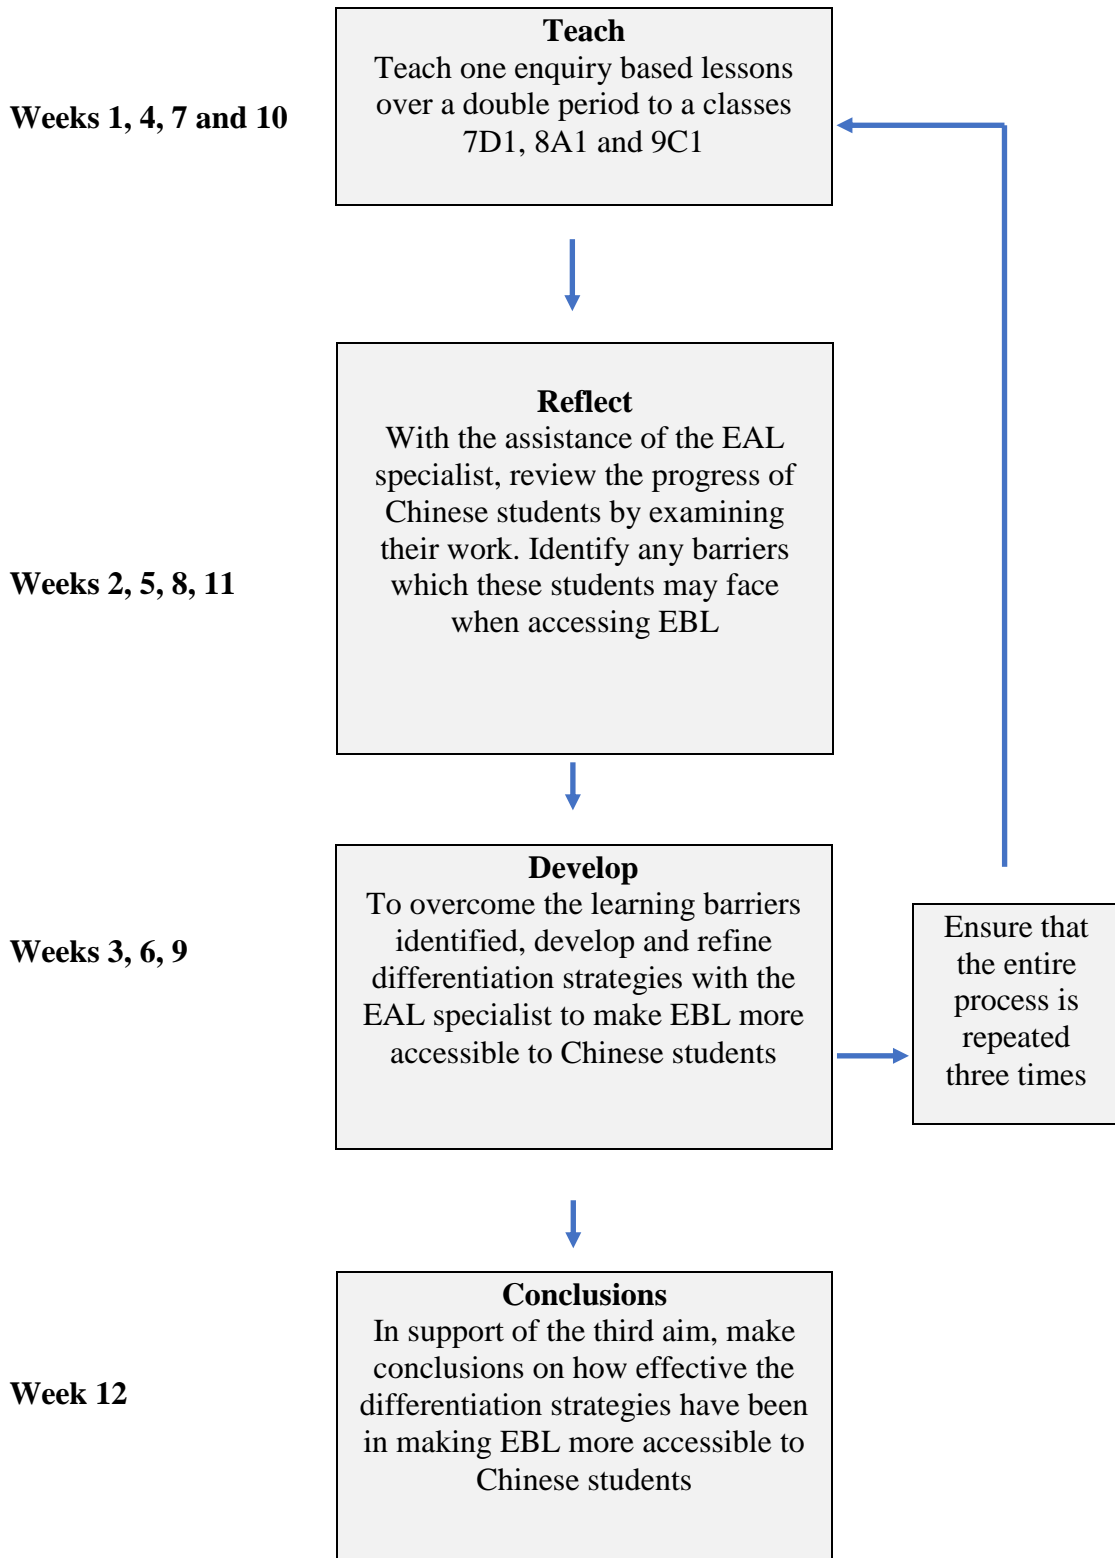 Teach
Teach one enquiry based lessons
over a double period to a classes
7D1, 8A1 and 9C1
Weeks 1, 4, 7 and 10
Reflect
With the assistance of the EAL
specialist, review the progress of
Chinese students by examining
their work. Identify any barriers
which these students may face
when accessing EBL
Weeks 2, 5, 8, 11
Develop
To overcome the learning barriers
identified, develop and refine
differentiation strategies with the
EAL specialist to make EBL more
accessible to Chinese students
Weeks 3, 6, 9
Ensure that
the entire
process is
repeated
three times
Conclusions
In support of the third aim, make
conclusions on how effective the
differentiation strategies have been
in making EBL more accessible to
Chinese students
Week 12